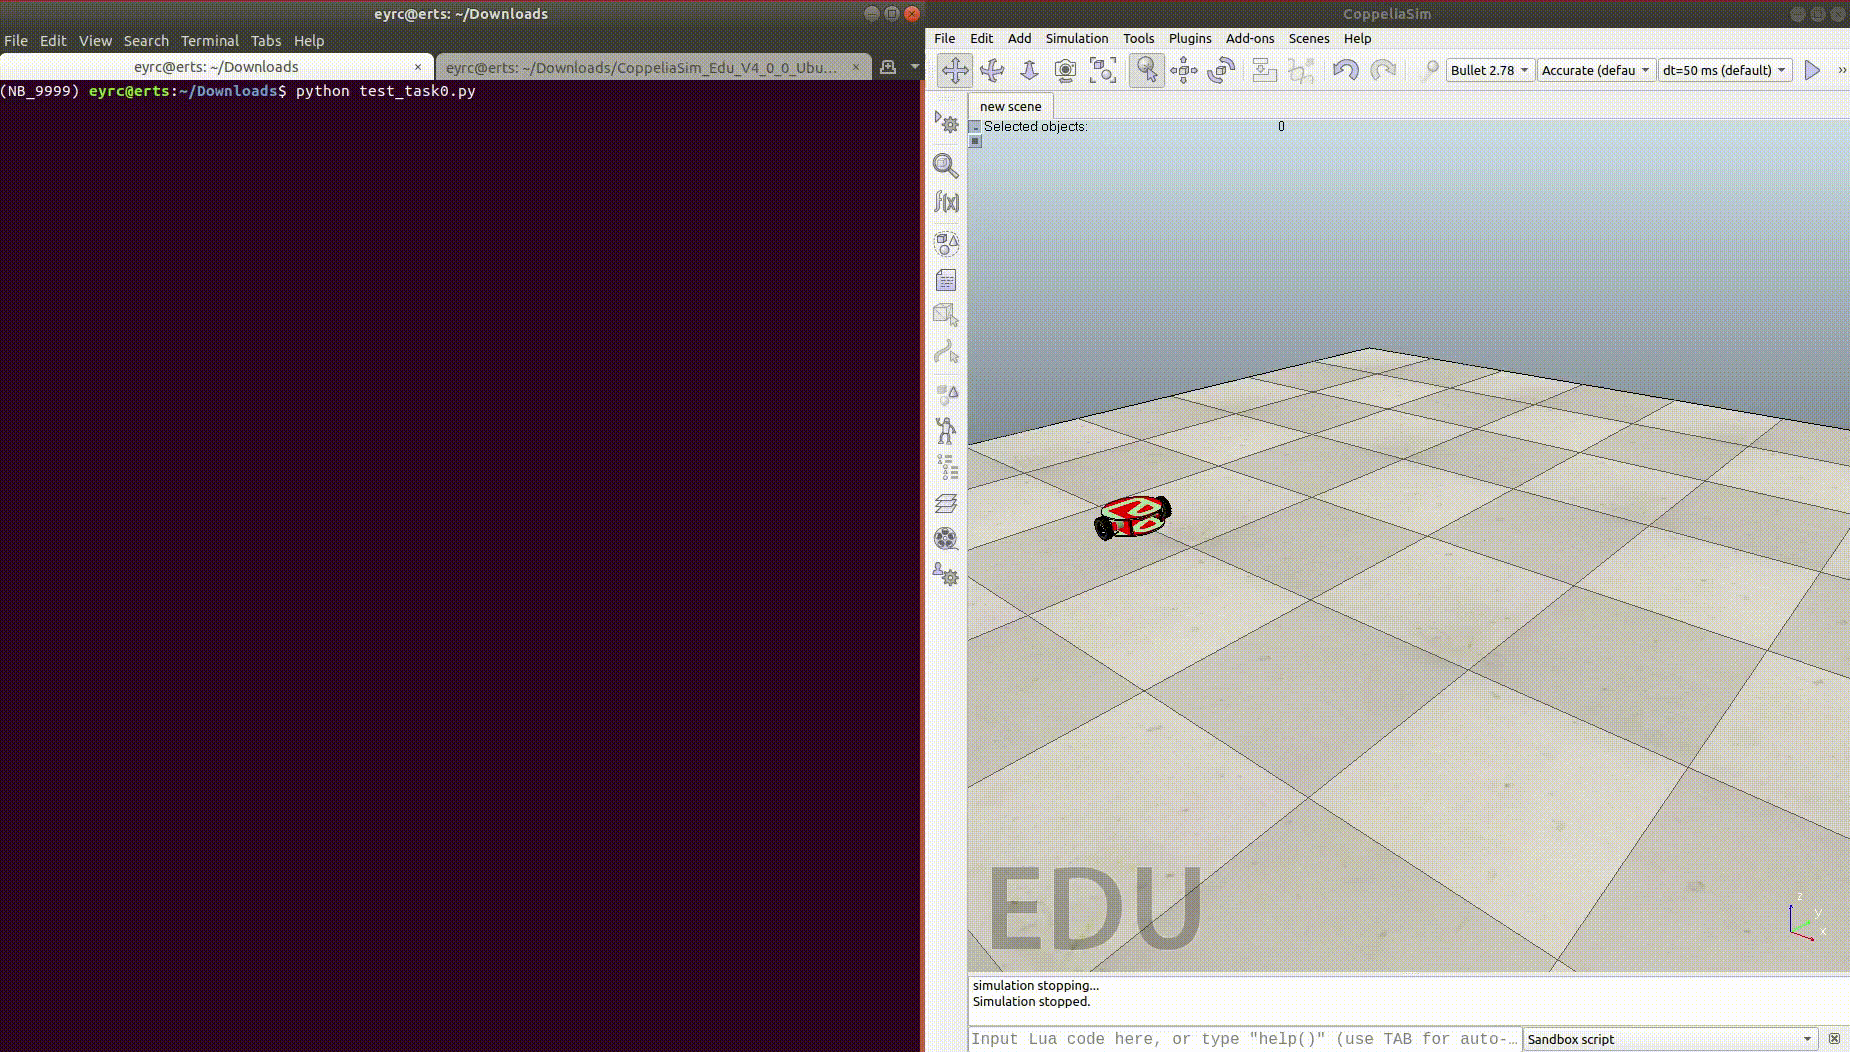 eyrc@erts: ~/Downloads
File Edit View Search Terminal Tabs Help
eyrc@erts: ~/Downloads ×
eyrc@erts: ~/Downloads/CoppeliaSim_Edu_V4_0_0_Ubu... ×
(NB_9999) eyrc@erts:~/Downloads$ python test_task0.py
CoppeliaSim
File Edit Add Simulation Tools Plugins Add-ons Scenes Help
Bullet 2.78 Accurate (defau dt=50 ms (default) »
new scene
Selected objects: 0
f(x)
EDU
z
y
x
simulation stopping...
Simulation stopped.
Input Lua code here, or type "help()" (use TAB for auto-...
Sandbox script